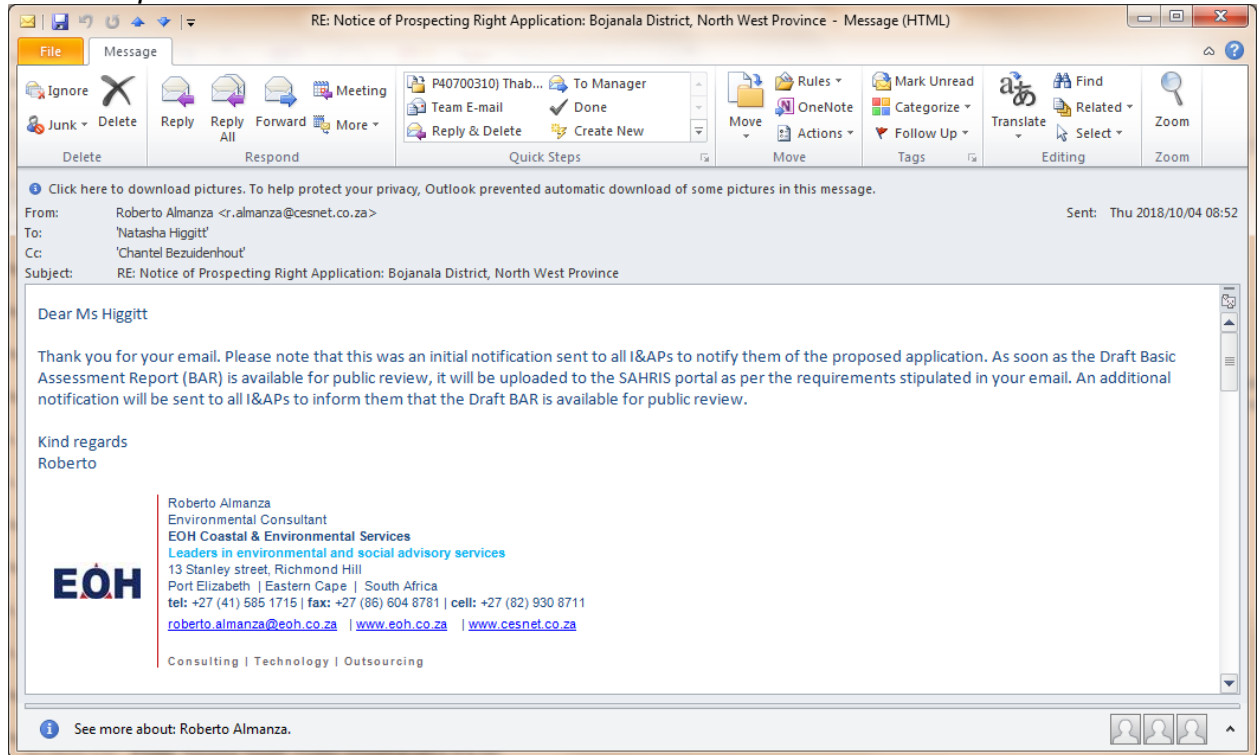 RE: Notice of Prospecting Right Application: Bojanala District, North West Province - Message (HTML)
File Message
Ignore
Junk
Delete
Reply
Reply All
Forward
Meeting
More
P40700310) Thab... To Manager
Team E-mail Done
Reply & Delete Create New
Move
Rules
OneNote
Actions
Mark Unread
Categorize
Follow Up
Translate
Find
Related
Select
Zoom
Delete Respond Quick Steps Move Tags Editing Zoom
Click here to download pictures. To help protect your privacy, Outlook prevented automatic download of some pictures in this message.
From: Roberto Almanza <r.almanza@cesnet.co.za> Sent: Thu 2018/10/04 08:52
To: 'Natasha Higgitt'
Cc: 'Chantel Bezuidenhout'
Subject: RE: Notice of Prospecting Right Application: Bojanala District, North West Province
Dear Ms Higgitt
Thank you for your email. Please note that this was an initial notification sent to all I&APs to notify them of the proposed application. As soon as the Draft Basic
Assessment Report (BAR) is available for public review, it will be uploaded to the SAHRIS portal as per the requirements stipulated in your email. An additional
notification will be sent to all I&APs to inform them that the Draft BAR is available for public review.
Kind regards
Roberto
EOH
Roberto Almanza
Environmental Consultant
EOH Coastal & Environmental Services
Leaders in environmental and social advisory services
13 Stanley street, Richmond Hill
Port Elizabeth | Eastern Cape | South Africa
tel: +27 (41) 585 1715 | fax: +27 (86) 604 8781 | cell: +27 (82) 930 8711
roberto.almanza@eoh.co.za | www.eoh.co.za | www.cesnet.co.za
Consulting | Technology | Outsourcing
See more about: Roberto Almanza.